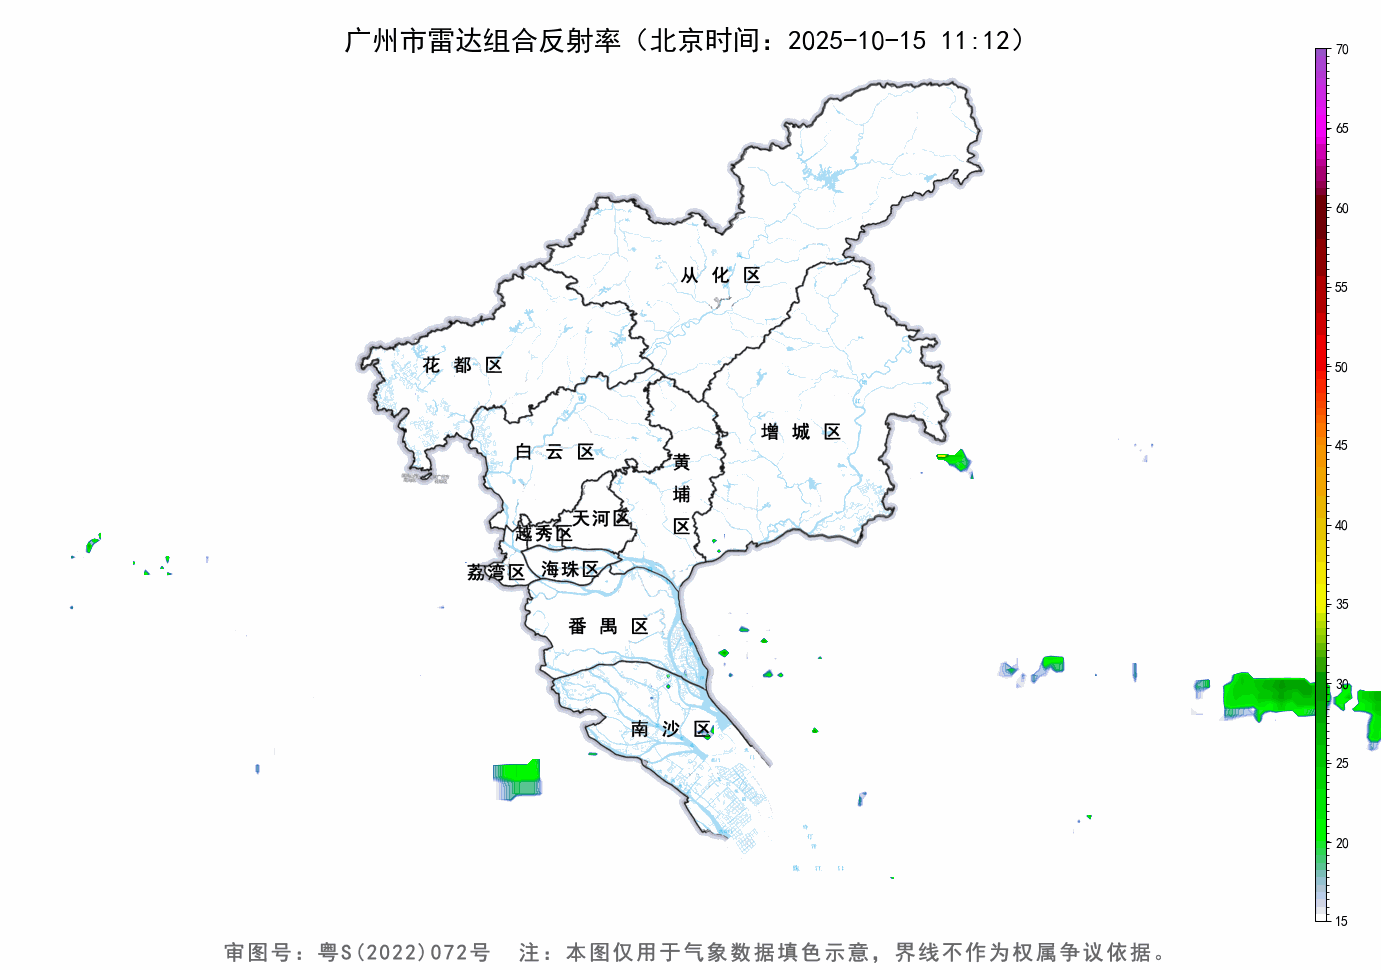 广州市雷达组合反射率（北京时间：2025-10-15 11:12）
70
65
60
55
50
45
40
35
30
25
20
15
从化区
花都区
增城区
白云区
黄埔区
天河区
越秀区
荔湾区
海珠区
番禺区
南沙区
审图号：粤S(2022)072号　注：本图仅用于气象数据填色示意，界线不作为权属争议依据。